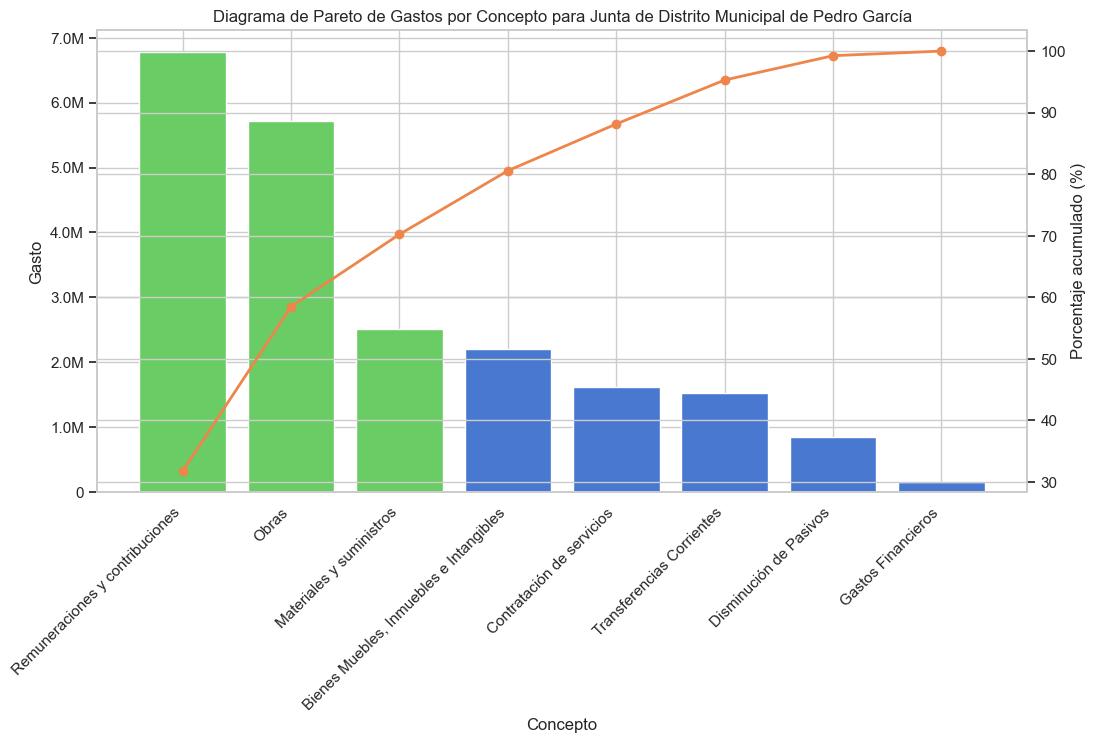 Diagrama de Pareto de Gastos por Concepto para Junta de Distrito Municipal de Pedro García
7.0M
6.0M
5.0M
4.0M
3.0M
2.0M
1.0M
0
Gasto
100
90
80
70
60
50
40
30
Porcentaje acumulado (%)
Remuneraciones y contribuciones
Obras
Materiales y suministros
Bienes Muebles, Inmuebles e Intangibles
Contratación de servicios
Transferencias Corrientes
Disminución de Pasivos
Gastos Financieros
Concepto